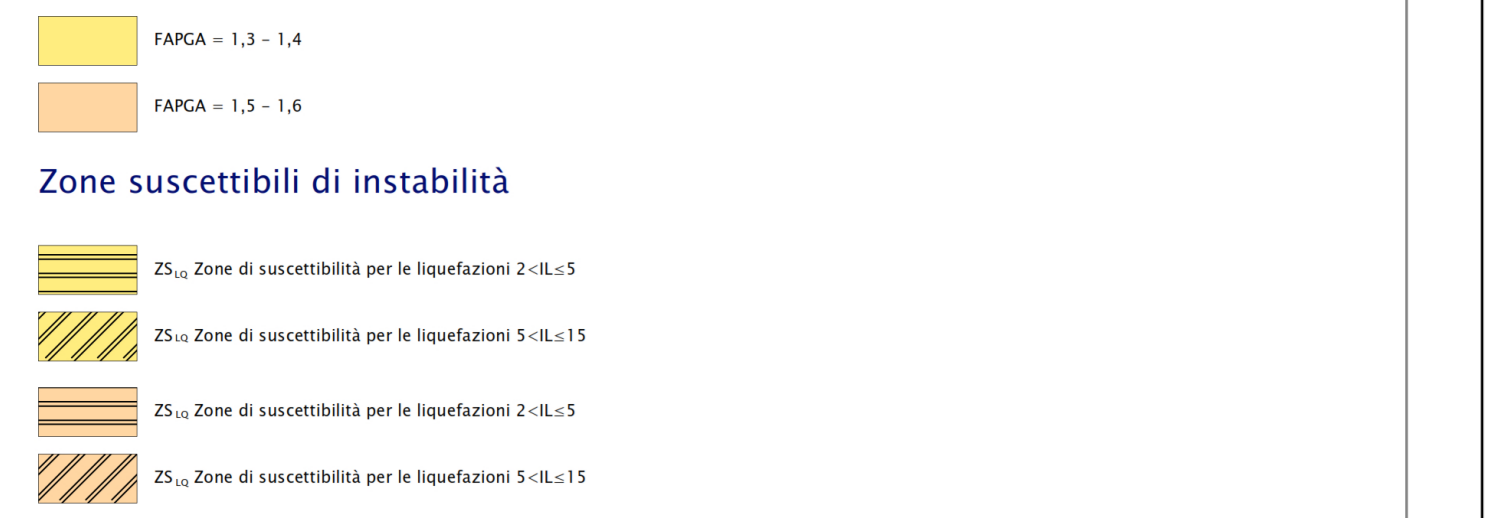 FAPGA = 1,3 – 1,4
FAPGA = 1,5 – 1,6
Zone suscettibili di instabilità
ZSLQ Zone di suscettibilità per le liquefazioni 2<IL≤5
ZSLQ Zone di suscettibilità per le liquefazioni 5<IL≤15
ZSLQ Zone di suscettibilità per le liquefazioni 2<IL≤5
ZSLQ Zone di suscettibilità per le liquefazioni 5<IL≤15